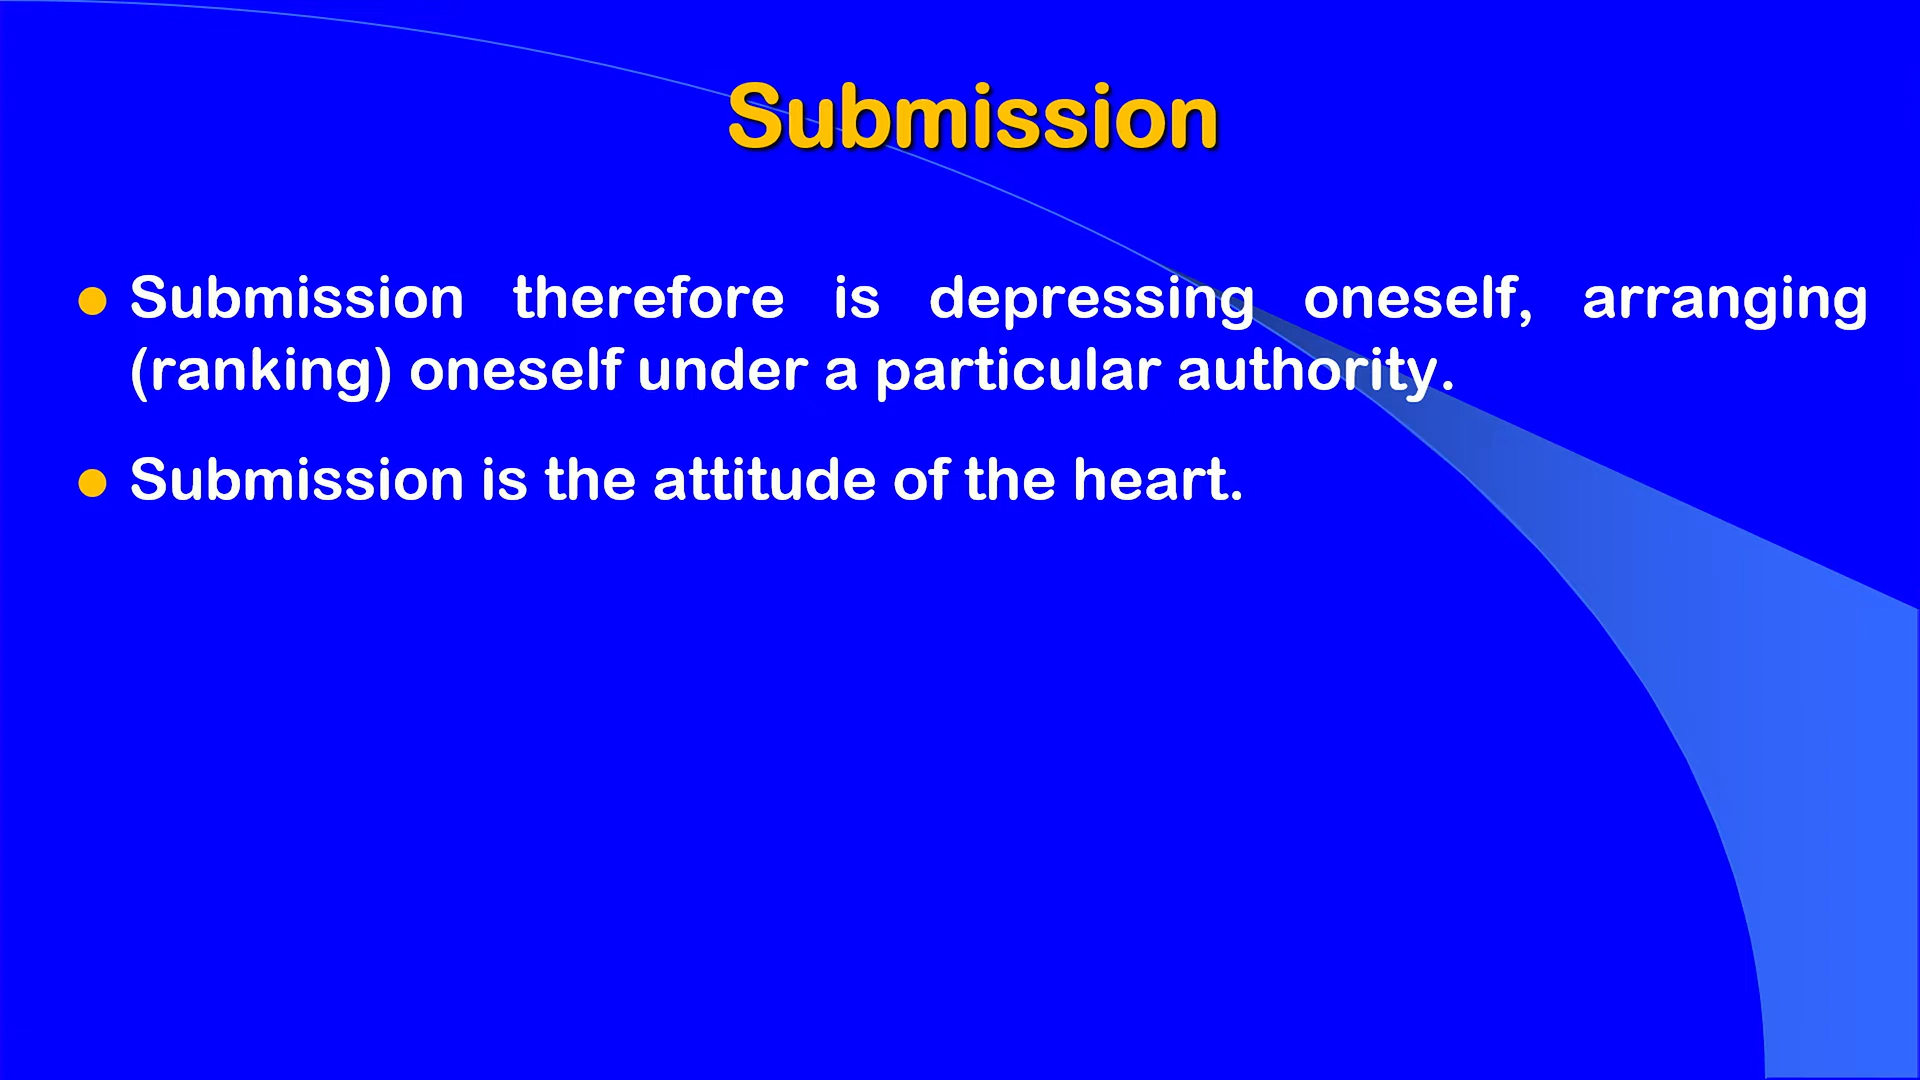 Submission
Submission therefore is depressing oneself, arranging
(ranking) oneself under a particular authority.
Submission is the attitude of the heart.